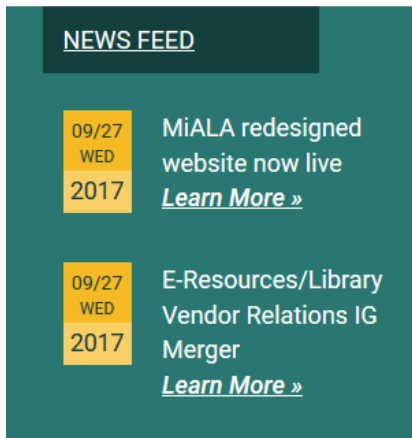 NEWS FEED
09/27
WED
2017
MiALA redesigned
website now live
Learn More »
09/27
WED
2017
E-Resources/Library
Vendor Relations IG
Merger
Learn More »